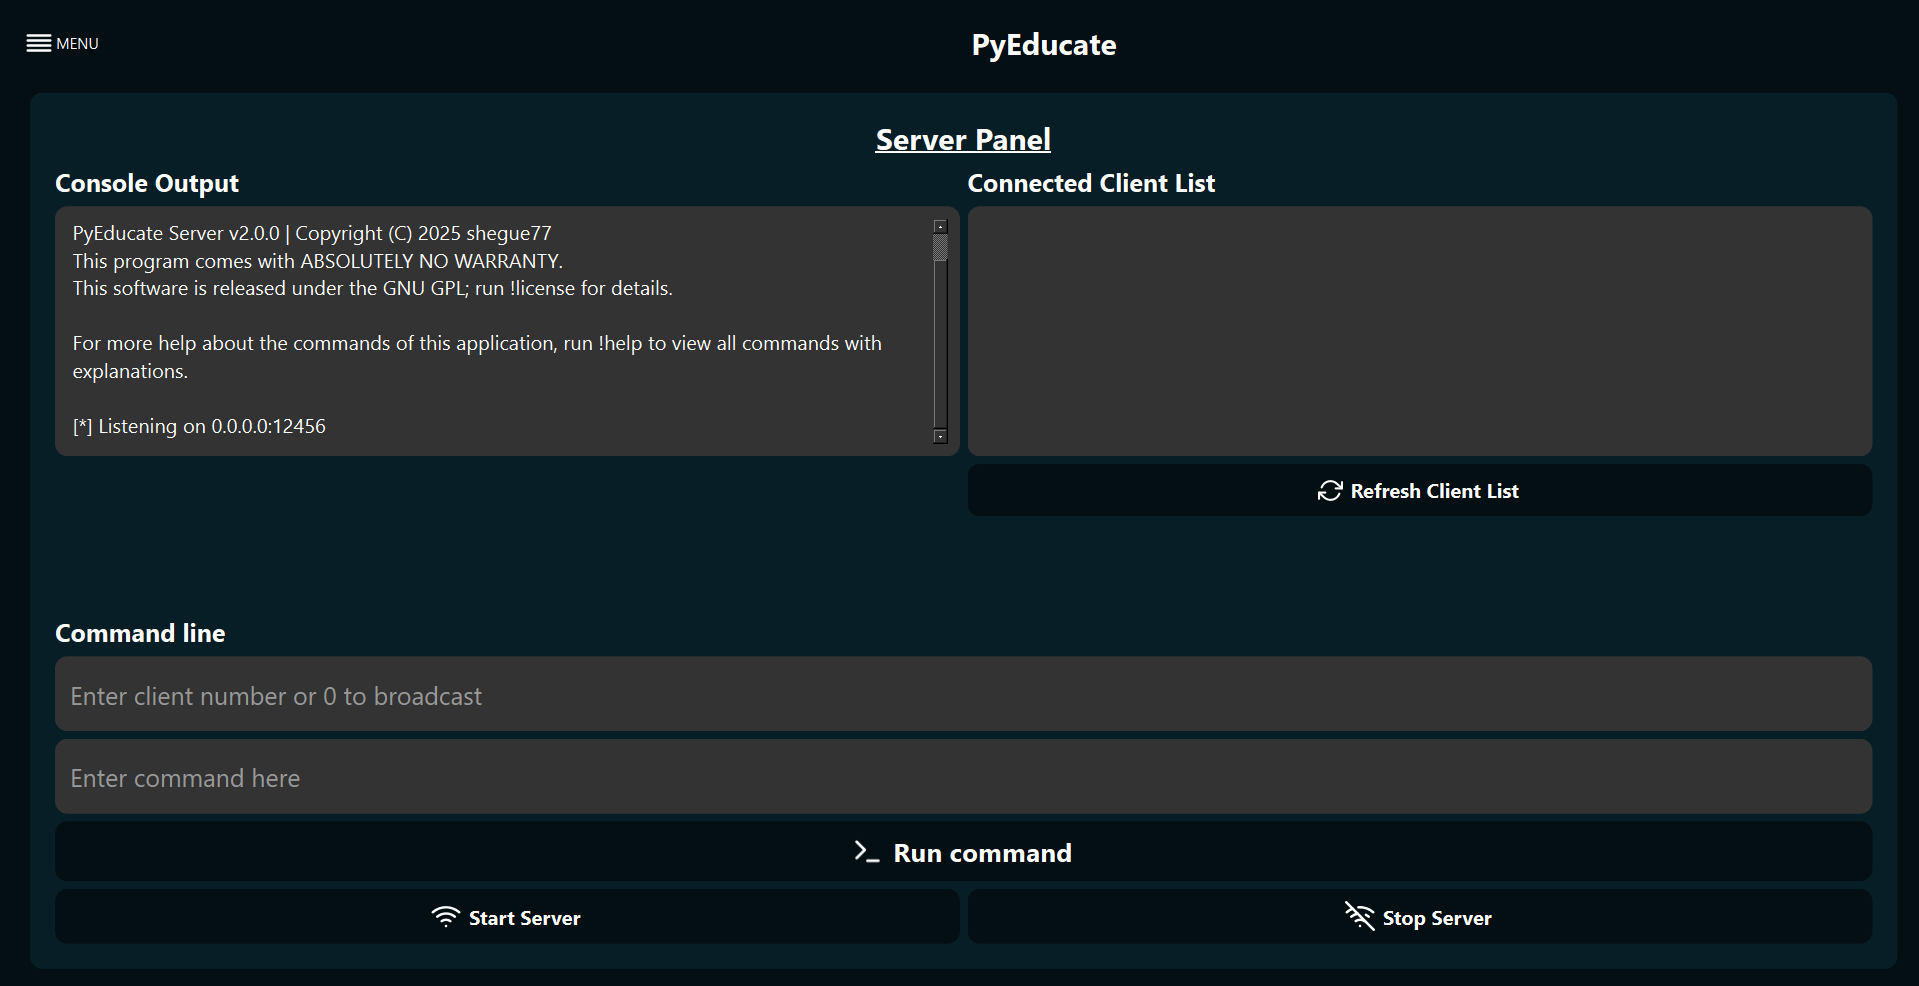 MENU
PyEducate
Server Panel
Console Output
PyEducate Server v2.0.0 | Copyright (C) 2025 shegue77
This program comes with ABSOLUTELY NO WARRANTY.
This software is released under the GNU GPL; run !license for details.
For more help about the commands of this application, run !help to view all commands with
explanations.
[*] Listening on 0.0.0.0:12456
Connected Client List
Refresh Client List
Command line
Enter client number or 0 to broadcast
Enter command here
Run command
Start Server
Stop Server